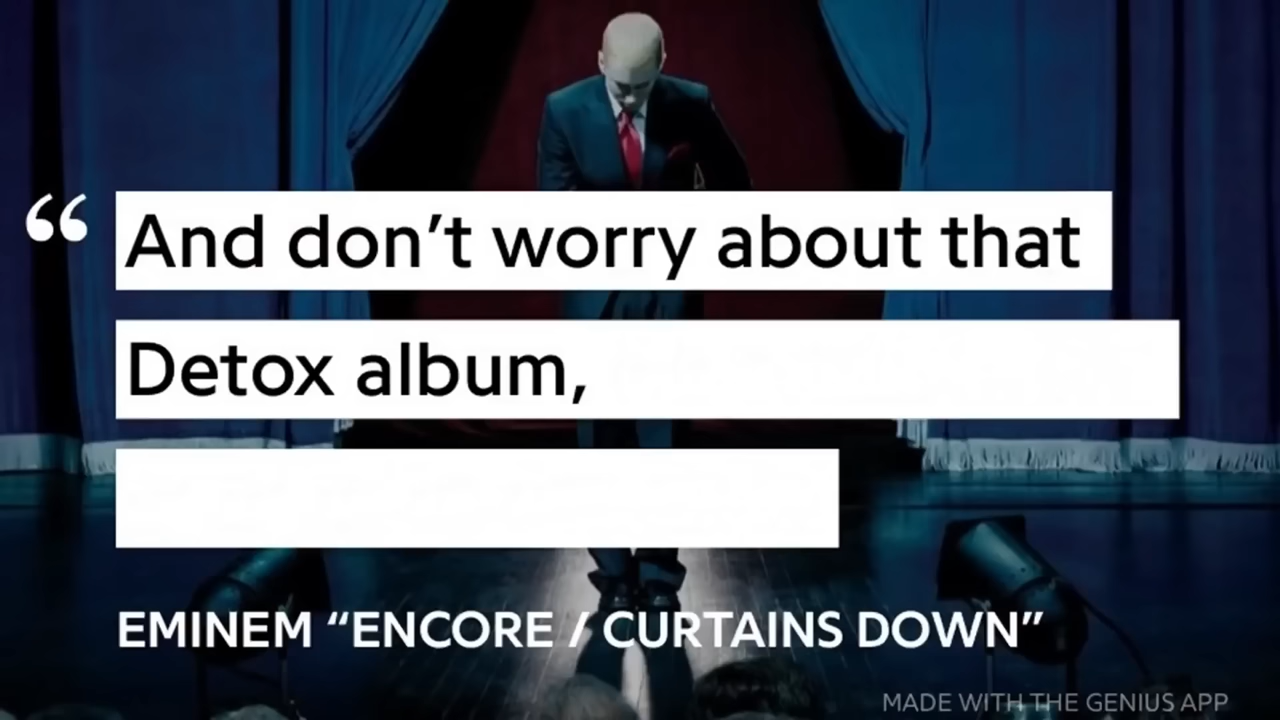 “And don’t worry about that
Detox album,
EMINEM “ENCORE / CURTAINS DOWN”
MADE WITH THE GENIUS APP